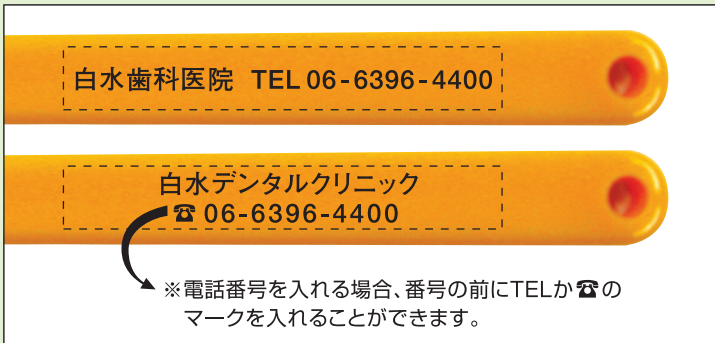 白水歯科医院 TEL 06-6396-4400
白水デンタルクリニック
☎ 06-6396-4400
※電話番号を入れる場合、番号の前にTELか☎の
マークを入れることができます。